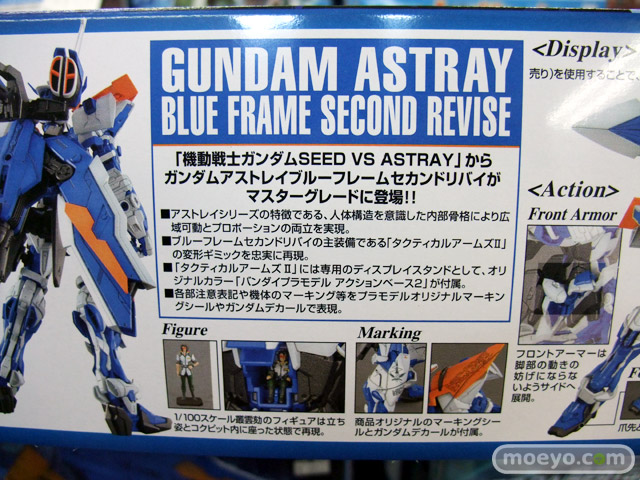 GUNDAM ASTRAY
BLUE FRAME SECOND REVISE
「機動戦士ガンダムSEED VS ASTRAY」から
ガンダムアストレイブルーフレームセカンドリバイが
マスターグレードに登場!!
■アストレイシリーズの特徴である、人体構造を意識した内部骨格により広
域可動とプロポーションの両立を実現。
■ブルーフレームセカンドリバイの主装備である「タクティカルアームズⅡ」
の変形ギミックを忠実に再現。
■「タクティカルアームズⅡ」には専用のディスプレイスタンドとして、オリ
ジナルカラー「バンダイプラモデル アクションベース2」が付属。
■各部注意表記や機体のマーキング等をプラモデルオリジナルマーキン
グシールやガンダムデカールで表現。
Figure
1/100スケール叢雲劾のフィギュアは立ち
姿とコクピット内に座った状態で再現。
Marking
商品オリジナルのマーキングシー
ルとガンダムデカールが付属。
<Display>
売り)を使用することで、
<Action>
Front Armor
フロントアーマーは
脚部の動きの
妨げにならな
いようサイドへ
展開。
爪先と
moeyo.com